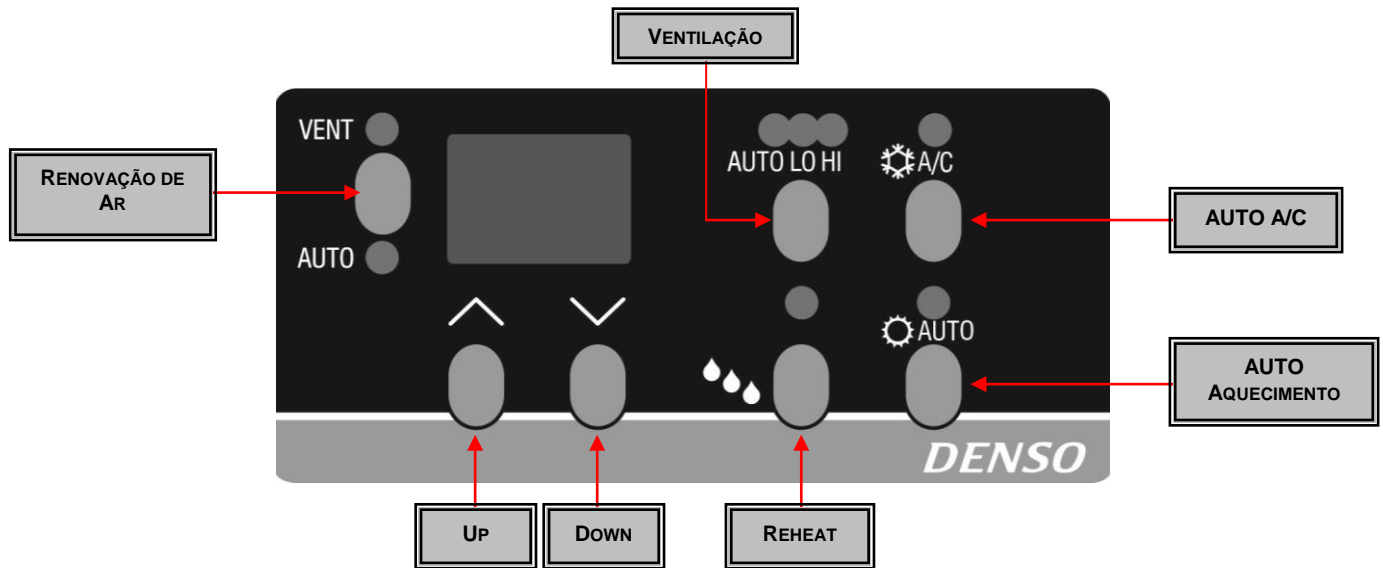 VENTILAÇÃO
VENT
AUTO LO HI
A/C
RENOVAÇÃO DE
AR
AUTO A/C
AUTO
AUTO
AUTO
AQUECIMENTO
DENSO
UP
DOWN
REHEAT